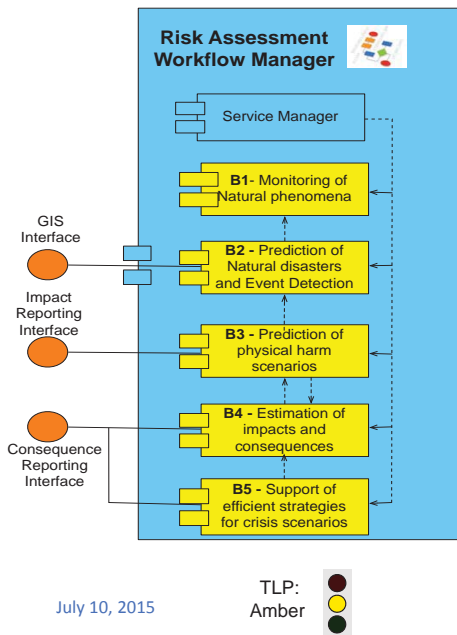 Risk Assessment
Workflow Manager
Service Manager
B1- Monitoring of
Natural phenomena
GIS
Interface
B2 - Prediction of
Natural disasters
and Event Detection
Impact
Reporting
Interface
B3 - Prediction of
physical harm
scenarios
B4 - Estimation of
impacts and
consequences
Consequence
Reporting
Interface
B5 - Support of
efficient strategies
for crisis scenarios
July 10, 2015
TLP:
Amber